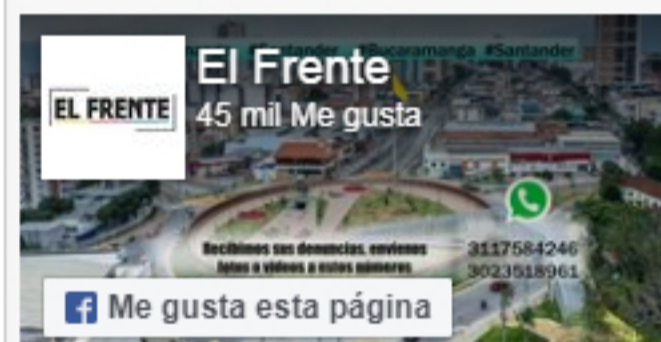 #Santander #Bucaramanga #Santander
El Frente
EL FRENTE
45 mil Me gusta
Recibimos sus denuncias, envienos
fotos o videos a estos números
3117584246
3023518961
Me gusta esta página